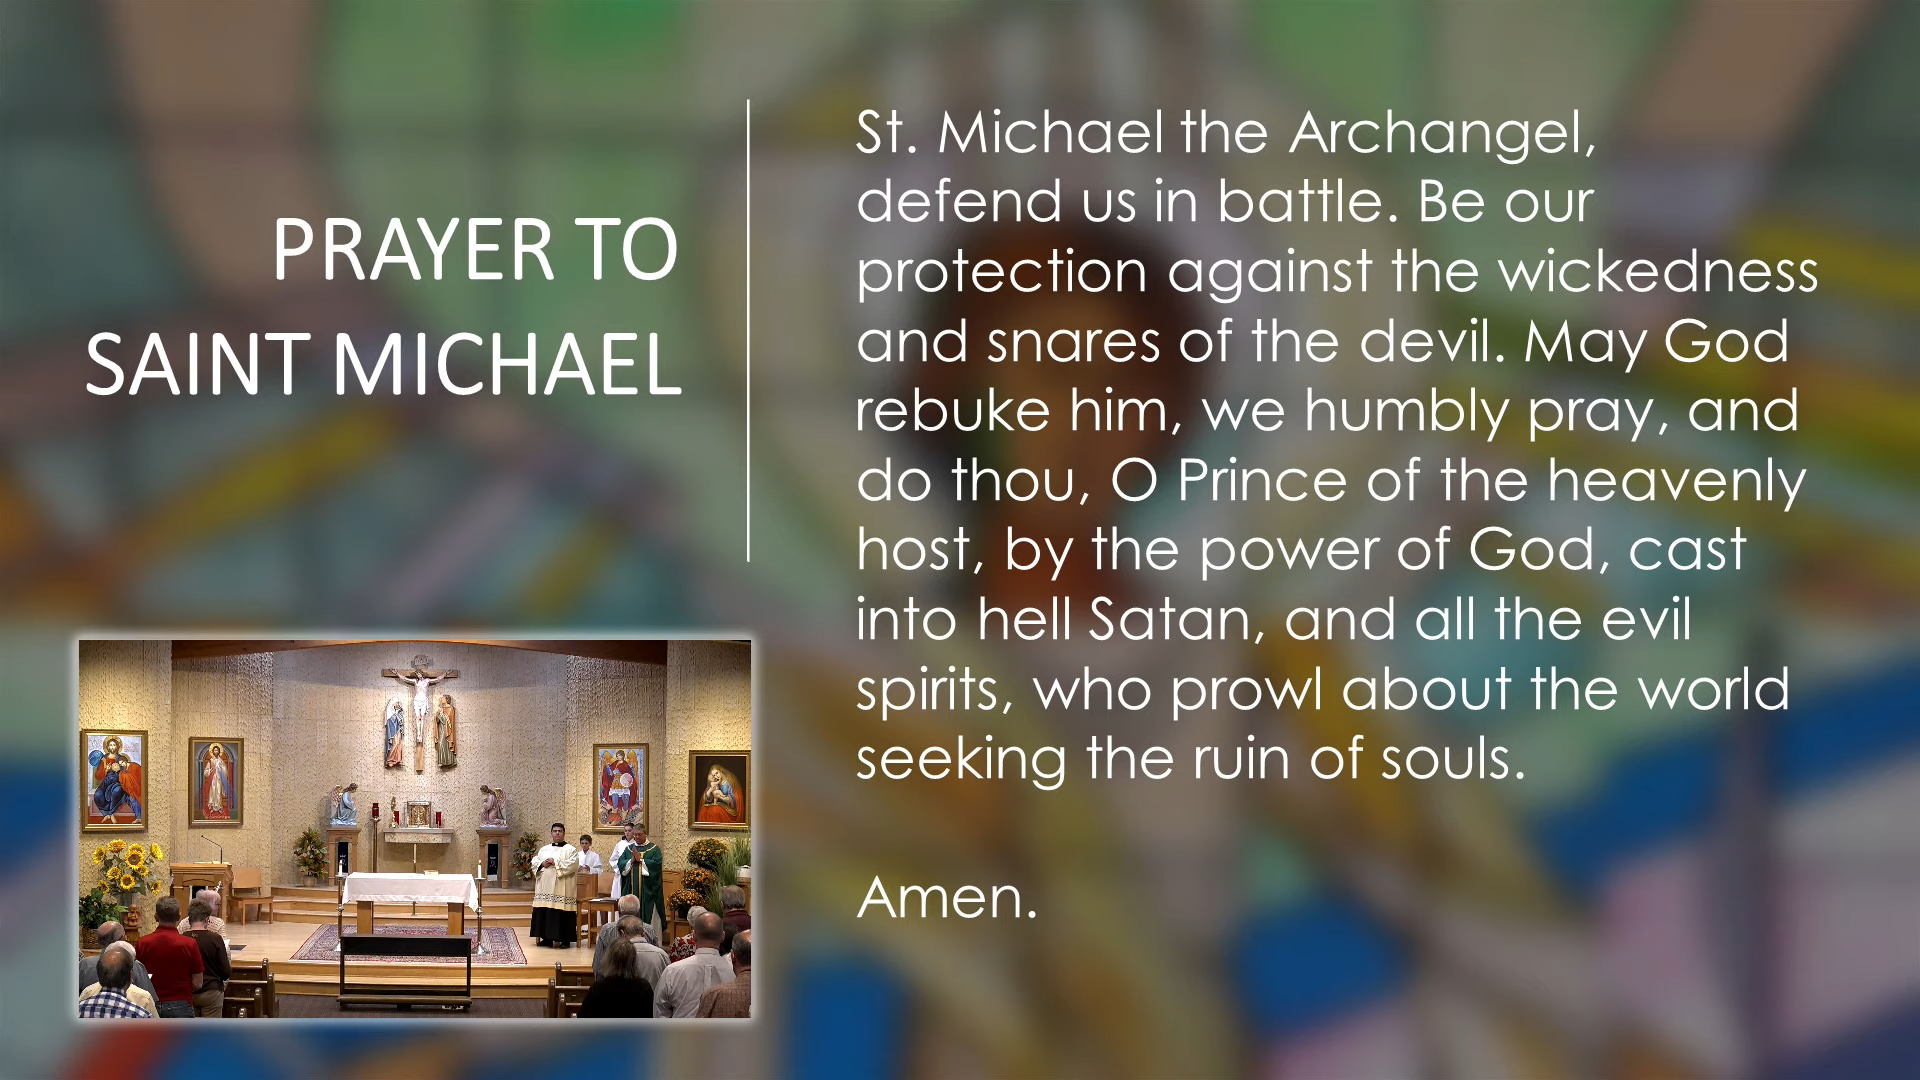 PRAYER TO
SAINT MICHAEL
St. Michael the Archangel,
defend us in battle. Be our
protection against the wickedness
and snares of the devil. May God
rebuke him, we humbly pray, and
do thou, O Prince of the heavenly
host, by the power of God, cast
into hell Satan, and all the evil
spirits, who prowl about the world
seeking the ruin of souls.
Amen.